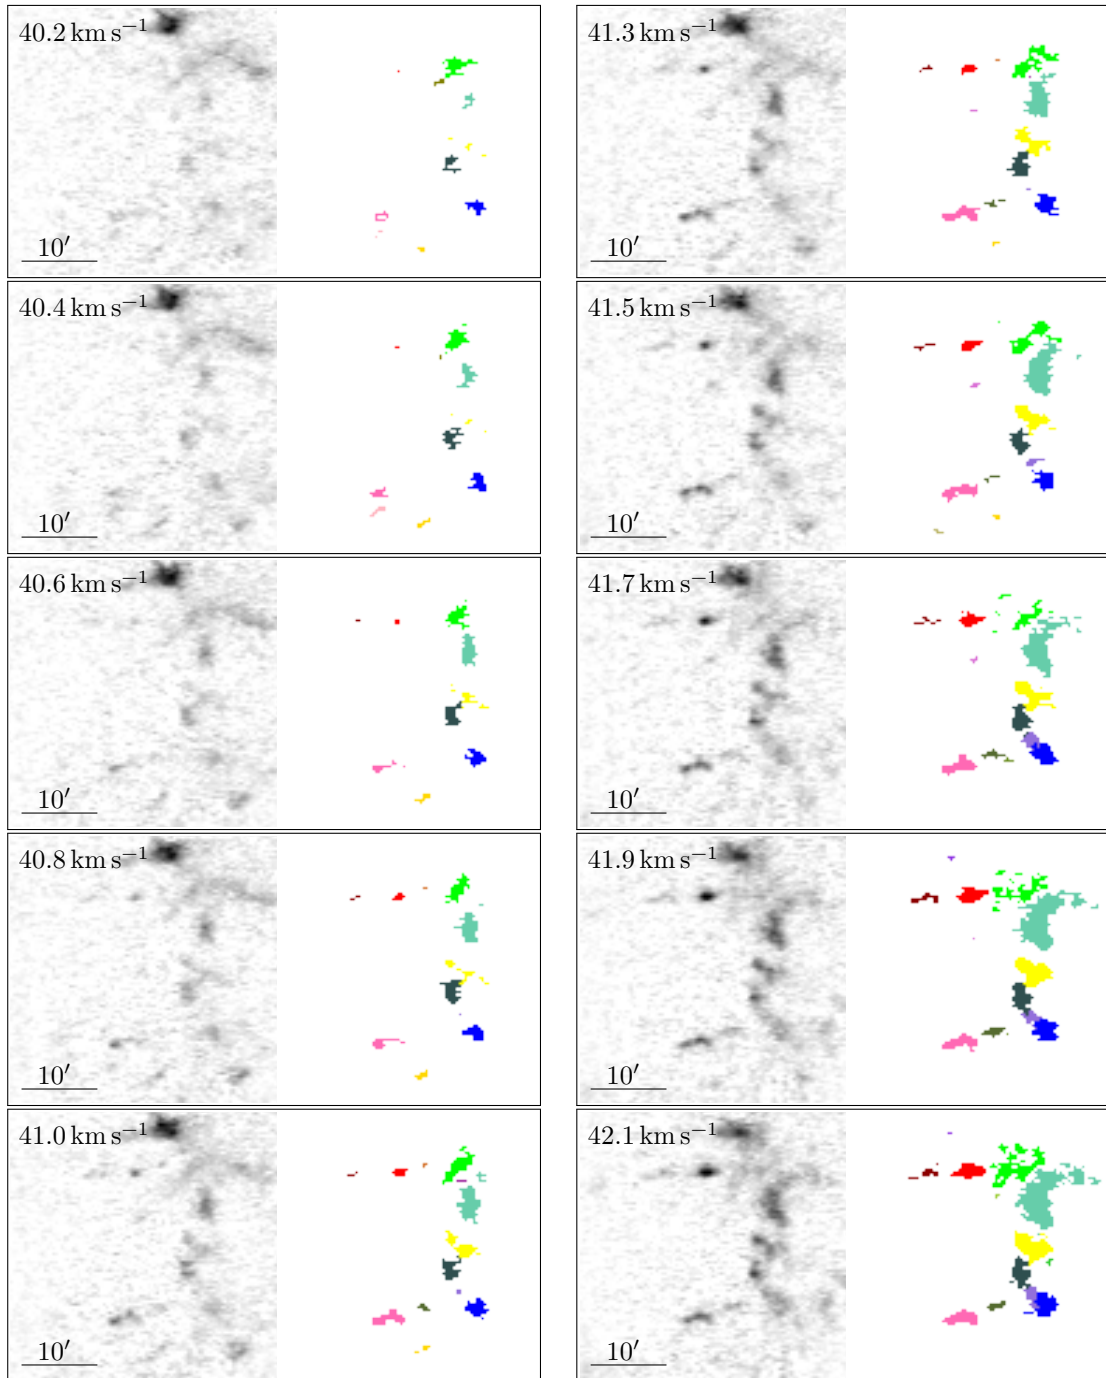 40.2 km s⁻¹
10′
41.3 km s⁻¹
10′
40.4 km s⁻¹
10′
41.5 km s⁻¹
10′
40.6 km s⁻¹
10′
41.7 km s⁻¹
10′
40.8 km s⁻¹
10′
41.9 km s⁻¹
10′
41.0 km s⁻¹
10′
42.1 km s⁻¹
10′